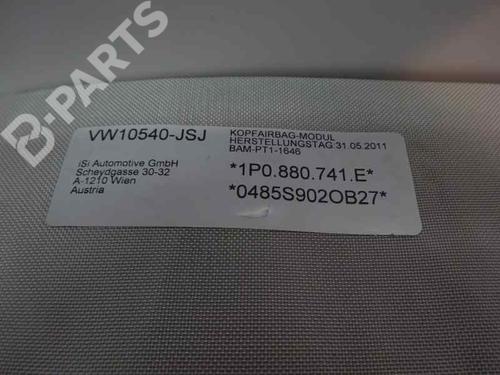 B-PARTS
VW10540-JSJ
iSi Automotive GmbH
Scheydgasse 30-32
A-1210 Wien
Austria
KOPFAIRBAG-MODUL
HERSTELLUNGSTAG:31.05.2011
BAM-PT1-1646
*1P0.880.741.E*
*0485S902OB27*